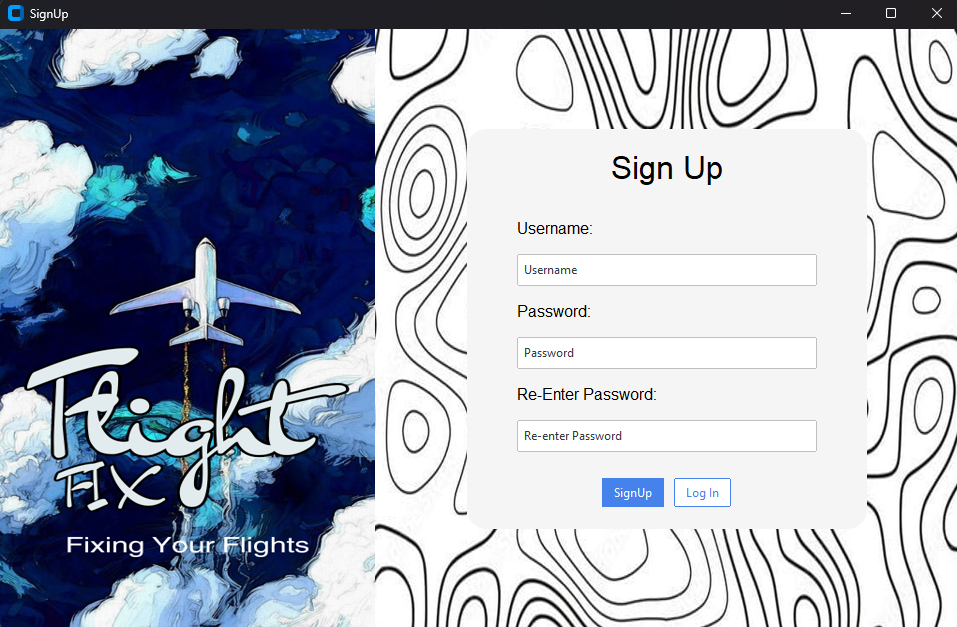 SignUp
Flight
FIX
Fixing Your Flights
Sign Up
Username:
Username
Password:
Password
Re-Enter Password:
Re-enter Password
SignUp
Log In